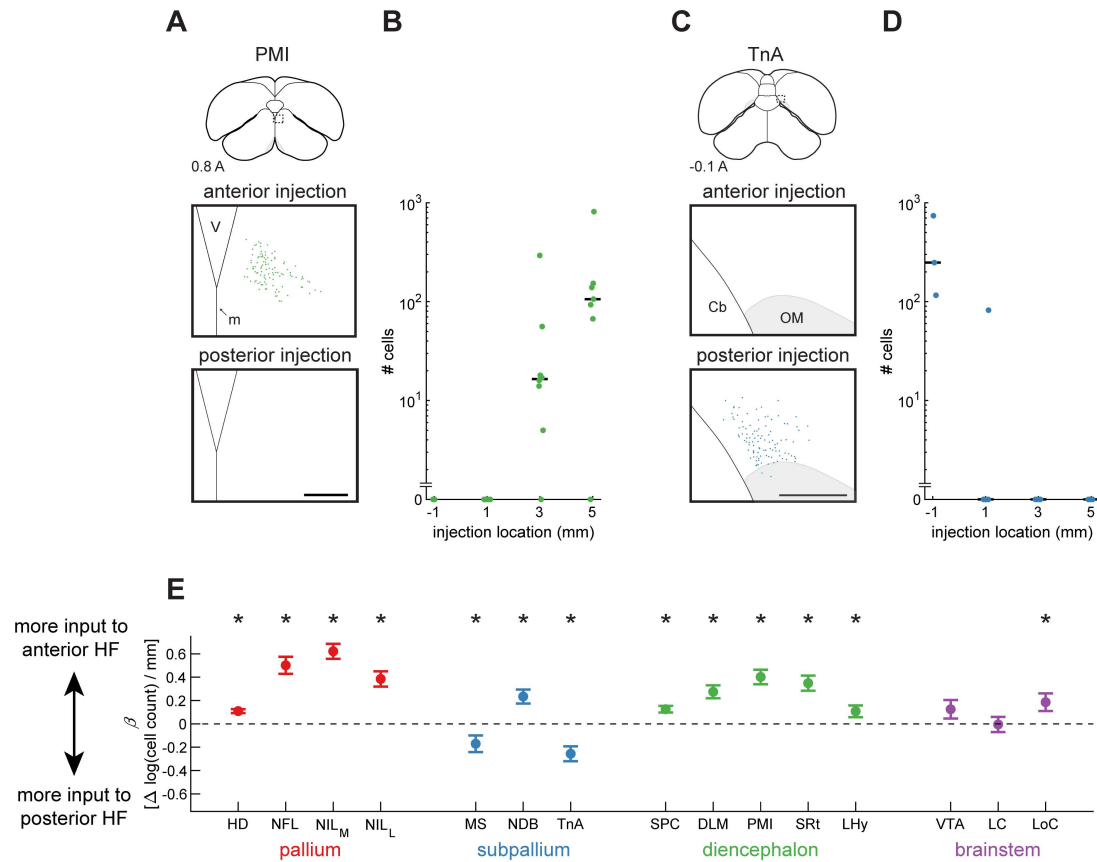 A
PMI
0.8 A
anterior injection
V
m
posterior injection
B
10³
10²
10¹
0
# cells
-1 1 3 5
injection location (mm)
C
TnA
-0.1 A
anterior injection
Cb
OM
posterior injection
D
10³
10²
10¹
0
# cells
-1 1 3 5
injection location (mm)
E
more input to
anterior HF
more input to
posterior HF
β
[Δ log(cell count) / mm]
* * * * * * * * * * * * *
0.6
0.4
0.2
0
-0.2
-0.4
-0.6
HD NFL NIL_M NIL_L MS NDB TnA SPC DLM PMI SRt LHy VTA LC LoC
pallium subpallium diencephalon brainstem